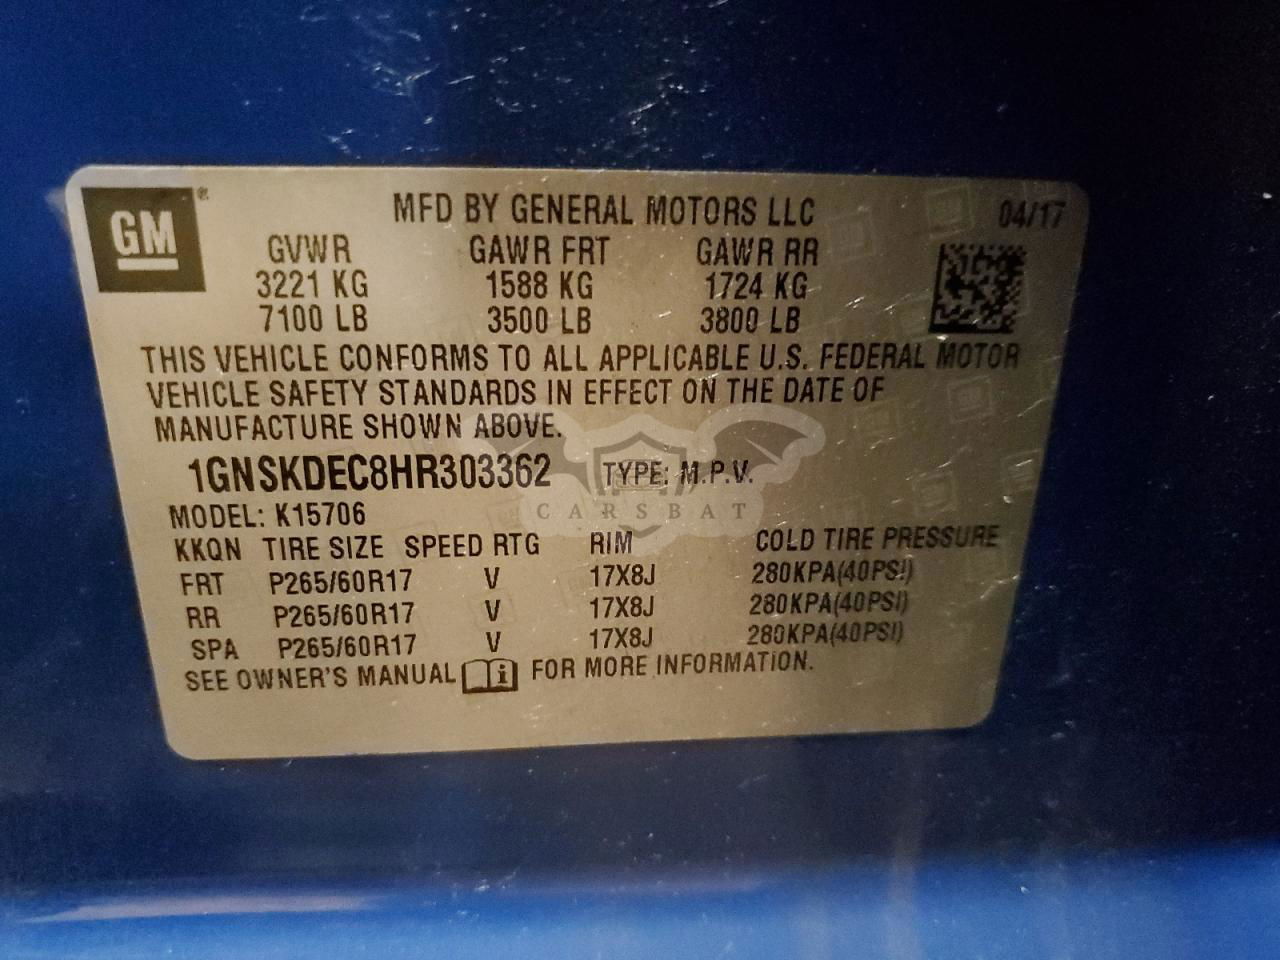 GM®
MFD BY GENERAL MOTORS LLC 04/17
GVWR GAWR FRT GAWR RR
3221 KG 1588 KG 1724 KG
7100 LB 3500 LB 3800 LB
THIS VEHICLE CONFORMS TO ALL APPLICABLE U.S. FEDERAL MOTOR
VEHICLE SAFETY STANDARDS IN EFFECT ON THE DATE OF
MANUFACTURE SHOWN ABOVE.
1GNSKDEC8HR303362 TYPE: M.P.V.
CARSBAT
MODEL: K15706
KKQN TIRE SIZE SPEED RTG RIM COLD TIRE PRESSURE
FRT P265/60R17 V 17X8J 280KPA(40PSI)
RR P265/60R17 V 17X8J 280KPA(40PSI)
SPA P265/60R17 V 17X8J 280KPA(40PSI)
SEE OWNER'S MANUAL i FOR MORE INFORMATION.